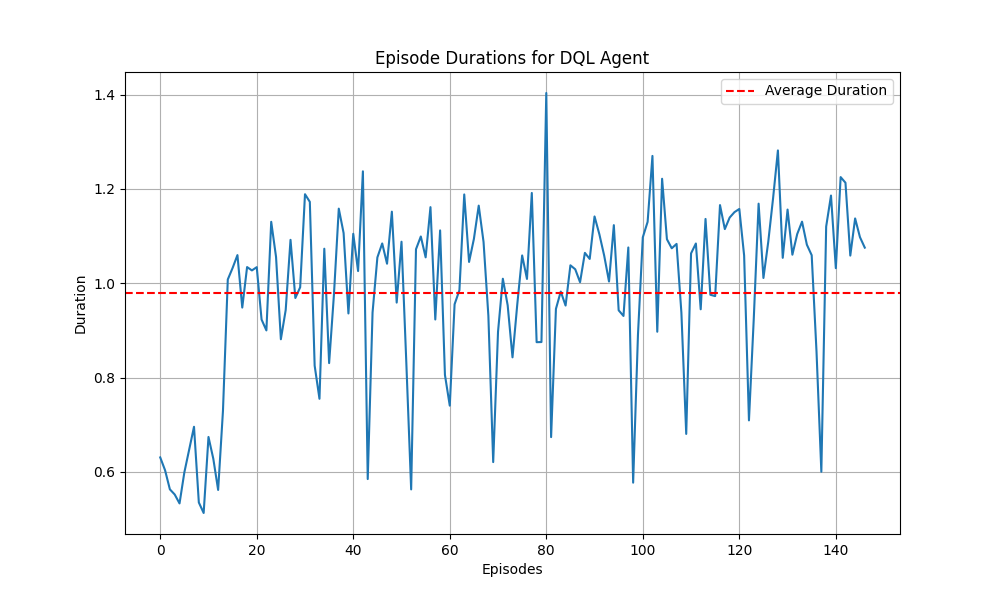 Episode Durations for DQL Agent
Average Duration
1.4
1.2
1.0
0.8
0.6
Duration
0 20 40 60 80 100 120 140
Episodes